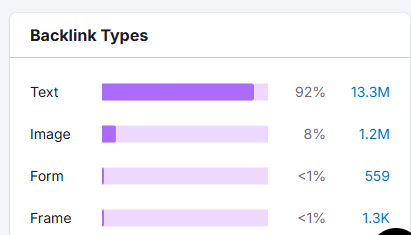 Backlink Types
Text 92% 13.3M
Image 8% 1.2M
Form <1% 559
Frame <1% 1.3K